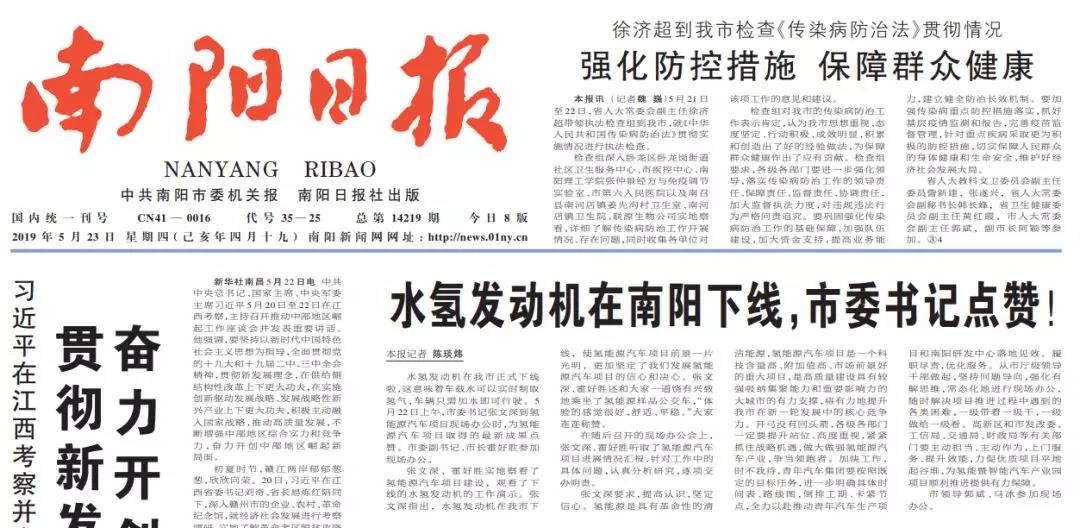 南阳日报
NANYANG RIBAO
中共南阳市委机关报 南阳日报社出版
国内统一刊号 CN41—0016 代号 35—25 总第 14219 期 今日 8 版
2019 年 5 月 23 日 星期四(己亥年四月十九) 南阳新闻网网址:http://news.01ny.cn
徐济超到我市检查《传染病防治法》贯彻情况
强化防控措施 保障群众健康
本报讯 (记者魏 巍)5月21日
至22日,省人大常委会副主任徐济
超带领执法检查组到我市,就《中华
人民共和国传染病防治法》贯彻实
施情况进行执法检查。
检查组深入卧龙区卧龙岗街道
社区卫生服务中心、市疾控中心、南
阳理工学院张仲景经方与免疫调节
实验室、市第六人民医院以及南召
县南河店镇姜先沟村卫生室、南河
店镇卫生院、联源生物公司实地察
看,详细了解传染病防治工作开展
情况、存在问题,同时收集各单位对
该项工作的意见和建议。
检查组对我市的传染病防治工
作表示肯定,认为我市思想重视、态
度坚定、行动积极、成效明显,积累
和创造出了好的经验做法,为保障
群众健康作出了应有贡献。检查组
要求,各级各部门要进一步强化领
导,落实传染病防治工作的领导责
任、保障责任、监督责任、协调责任,
加大监督执法力度,对违规违法行
为严格问责追究。要巩固强化传染
病防治工作的基础保障,加强队伍
建设,加大资金支持,提高业务能
力,建立健全防治长效机制。要加
强传染病重点防控措施落实,抓好
基层疫情监测和报告,完善疫苗监
督管理,针对重点疾病采取更为积
极的防控措施,切实保障人民群众
的身体健康和生命安全,维护好经
济社会发展大局。
省人大教科文卫委员会副主任
委员詹新建、张遂兴,省人大常委
会副秘书长韩长峰,省卫生健康委
员会副主任黄红霞,市人大常委
会副主任郭斌,副市长阿颖等参
加。③4
习近平在江西考察并
贯彻新发
奋力开创
新华社南昌5月22日电 中共
中央总书记、国家主席、中央军委
主席习近平5月20日至22日在江
西考察,主持召开推动中部地区崛
起工作座谈会并发表重要讲话。
他强调,要坚持以新时代中国特色
社会主义思想为指导,全面贯彻党
的十九大和十九届二中、三中全会
精神,贯彻新发展理念,在供给侧
结构性改革上下更大功夫,在实施
创新驱动发展战略、发展战略性新
兴产业上下更大功夫,积极主动融
入国家战略,推动高质量发展,不
断增强中部地区综合实力和竞争
力,奋力开创中部地区崛起新
局面。
初夏时节,赣江两岸郁郁葱
葱,欣欣向荣。20日,习近平在江西
省委书记刘奇、省长易炼红陪同
下,深入赣州市的企业、农村、革命
纪念馆,就经济社会发展进行考察
水氢发动机在南阳下线,市委书记点赞!
本报记者 陈琰炜
水氢发动机在我市正式下线
啦,这意味着车载水可以实时制取
氢气,车辆只需加水即可行驶。5
月22日上午,市委书记张文深到氢
能源汽车项目现场办公时,为氢能
源汽车项目取得的最新成果点
赞。市委副书记、市长霍好胜参加
现场办公。
张文深、霍好胜实地察看了
氢能源汽车项目建设,观看了下
线的水氢发动机的工作演示。张
文深指出,水氢发动机在我市下
线,使氢能源汽车项目前景一片
光明,更加坚定了我们发展氢能
源汽车项目的信心和决心。张文
深、霍好胜还和大家一道饶有兴致
地乘坐了氢能源样品公交车,“体
验的感觉很好,舒适、平稳。”大家
连连称赞。
在随后召开的现场办公会上,
张文深、霍好胜听取了氢能源汽车
项目进展情况汇报,针对工作中的
具体问题,认真分析研究,逐项交
办明责。
张文深要求,提高认识,坚定
信心。氢能源是具有革命性的清
洁能源,氢能源汽车项目是一个科
技含量高、附加值高、市场前景好
的重大项目,是高质量建设具有较
强吸纳集聚能力和重要影响力的
大城市的有力支撑,将有力地提升
我市在新一轮发展中的核心竞争
力。开弓没有回头箭,各级各部门
一定要提升站位、高度重视,紧紧
抓住战略机遇,做大做强氢能源汽
车产业,争当领跑者。加快工作,
时不我待,青年汽车集团要按照既
定的目标任务,进一步明确具体时
间表、路线图,倒排工期、卡紧节
点,全力以赴推动青年汽车生产项
目和南阳研发中心落地见效。履
职尽责,优化服务。从市厅级领导
干部做起,坚持问题导向,强化有
解思维,常态化地进行现场办公,
随时解决项目推进过程中遇到的
各类困难,一级带着一级干、一级
做给一级看。高新区和市发改委、
工信局、交通局、财政局等有关部
门要主动担当、主动作为,上门服
务、提升效能,力促优质项目平地
起谷堆,为氢能暨智能汽车产业园
项目顺利推进提供有力保障。
市领导郭斌、马冰参加现场
办公。